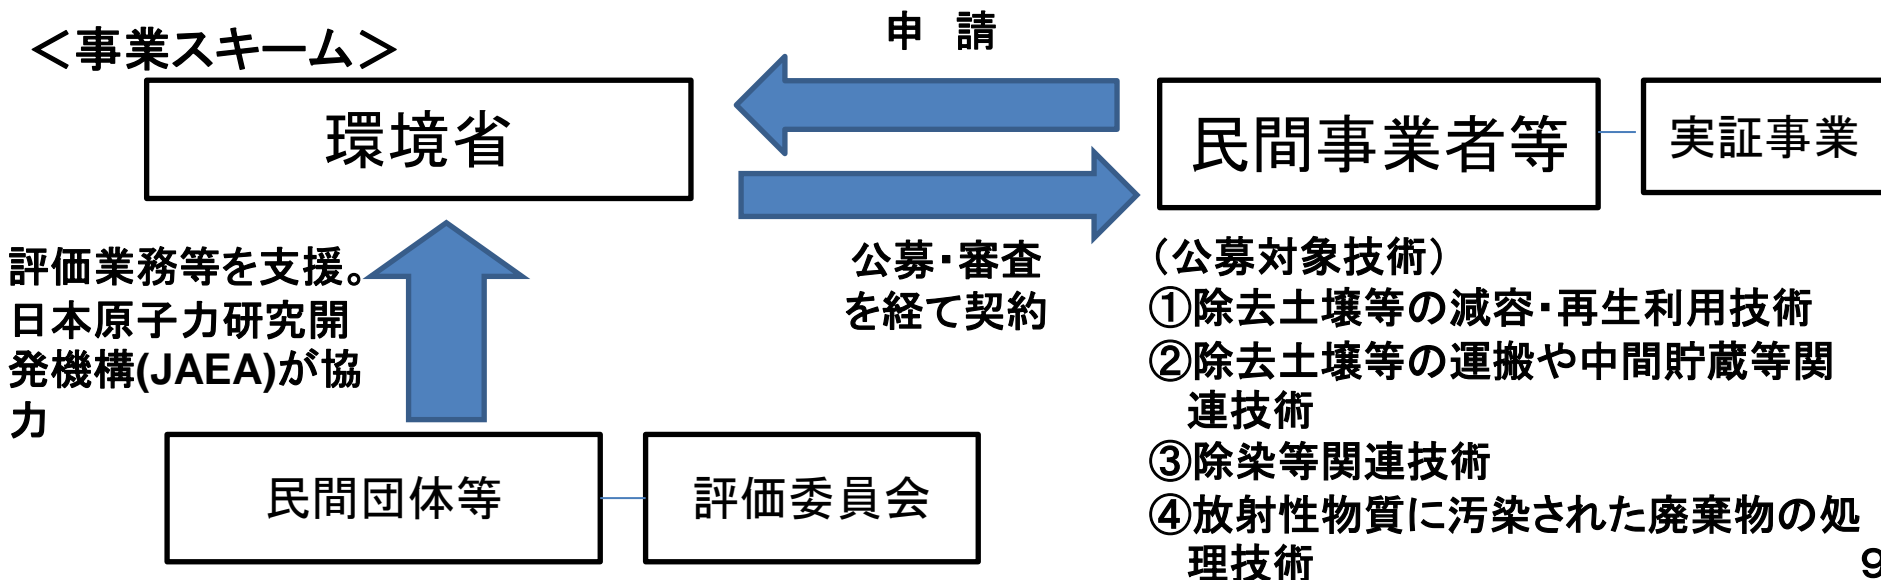 ＜事業スキーム＞
申　請
環境省
民間事業者等
実証事業
公募・審査
を経て契約
評価業務等を支援。
日本原子力研究開
発機構(JAEA)が協
力
民間団体等
評価委員会
（公募対象技術）
①除去土壌等の減容・再生利用技術
②除去土壌等の運搬や中間貯蔵等関
連技術
③除染等関連技術
④放射性物質に汚染された廃棄物の処
理技術
9